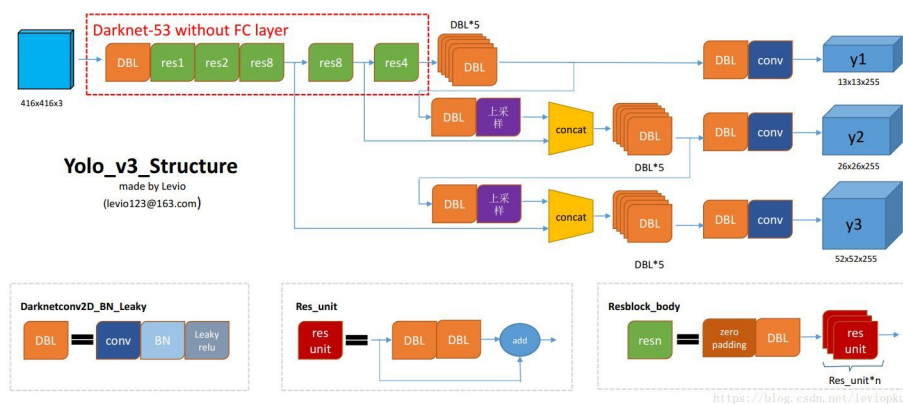 Darknet-53 without FC layer
DBL*5
DBL
res1
res2
res8
res8
res4
DBL
DBL
conv
y1
416x416x3
13x13x255
DBL
上采
样
concat
DBL
DBL
conv
y2
DBL*5
26x26x255
Yolo_v3_Structure
made by Levio
(levio123@163.com)
DBL
上采
样
concat
DBL
DBL
conv
y3
DBL*5
52x52x255
Darknetconv2D_BN_Leaky
DBL
conv
BN
Leaky
relu
Res_unit
res
unit
DBL
DBL
add
Resblock_body
resn
zero
padding
DBL
res
unit
Res_unit*n
https://blog.csdn.net/leviopku